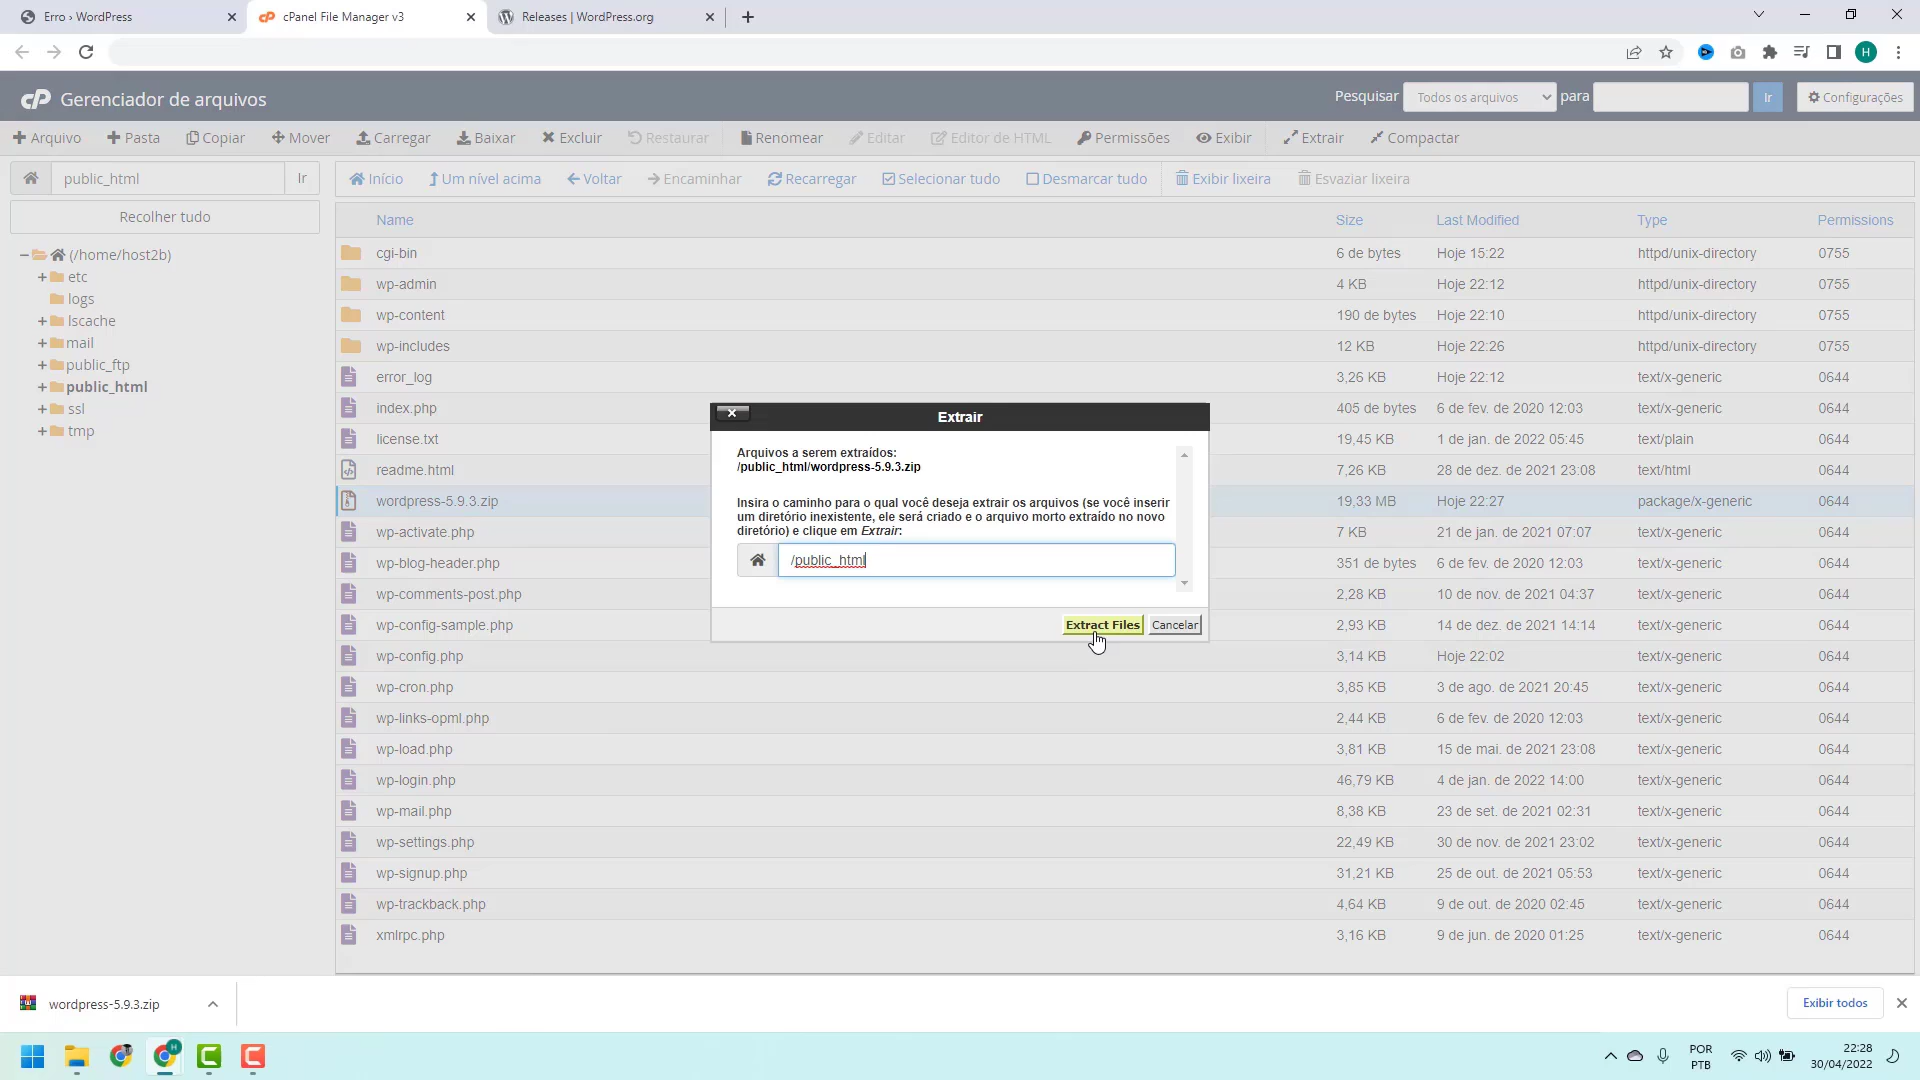 Erro › WordPress
cPanel File Manager v3
Releases | WordPress.org
H
cP Gerenciador de arquivos
Pesquisar Todos os arquivos para Ir Configurações
Arquivo Pasta Copiar Mover Carregar Baixar Excluir Restaurar Renomear Editar Editor de HTML Permissões Exibir Extrair Compactar
public_html Ir
Início Um nível acima Voltar Encaminhar Recarregar Selecionar tudo Desmarcar tudo Exibir lixeira Esvaziar lixeira
Recolher tudo
(/home/host2b)
etc
logs
lscache
mail
public_ftp
public_html
ssl
tmp
Name Size Last Modified Type Permissions
cgi-bin 6 de bytes Hoje 15:22 httpd/unix-directory 0755
wp-admin 4 KB Hoje 22:12 httpd/unix-directory 0755
wp-content 190 de bytes Hoje 22:10 httpd/unix-directory 0755
wp-includes 12 KB Hoje 22:26 httpd/unix-directory 0755
error_log 3,26 KB Hoje 22:12 text/x-generic 0644
index.php 405 de bytes 6 de fev. de 2020 12:03 text/x-generic 0644
license.txt 19,45 KB 1 de jan. de 2022 05:45 text/plain 0644
readme.html 7,26 KB 28 de dez. de 2021 23:08 text/html 0644
wordpress-5.9.3.zip 19,33 MB Hoje 22:27 package/x-generic 0644
wp-activate.php 7 KB 21 de jan. de 2021 07:07 text/x-generic 0644
wp-blog-header.php 351 de bytes 6 de fev. de 2020 12:03 text/x-generic 0644
wp-comments-post.php 2,28 KB 10 de nov. de 2021 04:37 text/x-generic 0644
wp-config-sample.php 2,93 KB 14 de dez. de 2021 14:14 text/x-generic 0644
wp-config.php 3,14 KB Hoje 22:02 text/x-generic 0644
wp-cron.php 3,85 KB 3 de ago. de 2021 20:45 text/x-generic 0644
wp-links-opml.php 2,44 KB 6 de fev. de 2020 12:03 text/x-generic 0644
wp-load.php 3,81 KB 15 de mai. de 2021 23:08 text/x-generic 0644
wp-login.php 46,79 KB 4 de jan. de 2022 14:00 text/x-generic 0644
wp-mail.php 8,38 KB 23 de set. de 2021 02:31 text/x-generic 0644
wp-settings.php 22,49 KB 30 de nov. de 2021 23:02 text/x-generic 0644
wp-signup.php 31,21 KB 25 de out. de 2021 05:53 text/x-generic 0644
wp-trackback.php 4,64 KB 9 de out. de 2020 02:45 text/x-generic 0644
xmlrpc.php 3,16 KB 9 de jun. de 2020 01:25 text/x-generic 0644
Extrair
Arquivos a serem extraídos:
/public_html/wordpress-5.9.3.zip
Insira o caminho para o qual você deseja extrair os arquivos (se você inserir
um diretório inexistente, ele será criado e o arquivo morto extraído no novo
diretório) e clique em Extrair:
/public_html
Extract Files Cancelar
wordpress-5.9.3.zip
Exibir todos
H
POR
PTB
22:28
30/04/2022